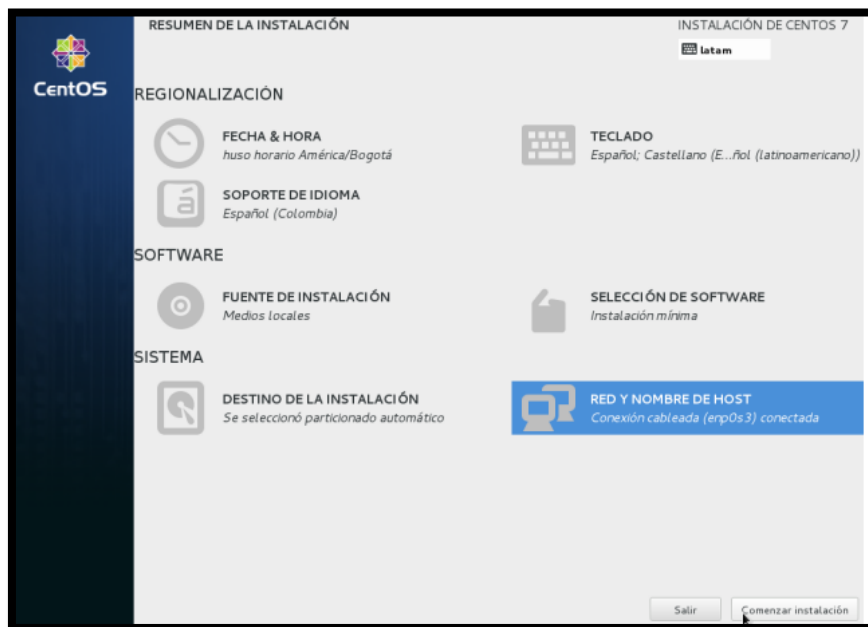 RESUMEN DE LA INSTALACIÓN
INSTALACIÓN DE CENTOS 7
latam
CentOS
REGIONALIZACIÓN
FECHA & HORA
huso horario América/Bogotá
TECLADO
Español; Castellano (E...ñol (latinoamericano))
SOPORTE DE IDIOMA
Español (Colombia)
SOFTWARE
FUENTE DE INSTALACIÓN
Medios locales
SELECCIÓN DE SOFTWARE
Instalación mínima
SISTEMA
DESTINO DE LA INSTALACIÓN
Se seleccionó particionado automático
RED Y NOMBRE DE HOST
Conexión cableada (enp0s3) conectada
Salir
Comenzar instalación